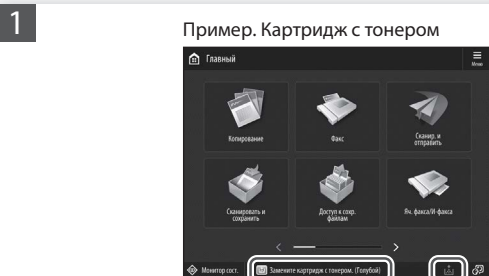 1
Пример. Картридж с тонером
Главный
Меню
Копирование
Факс
Сканир. и
отправить
Сканировать и
сохранить
Доступ к сохр.
файлам
Яч. факса/И-факса
Монитор сост.
Замените картридж с тонером. (Голубой)